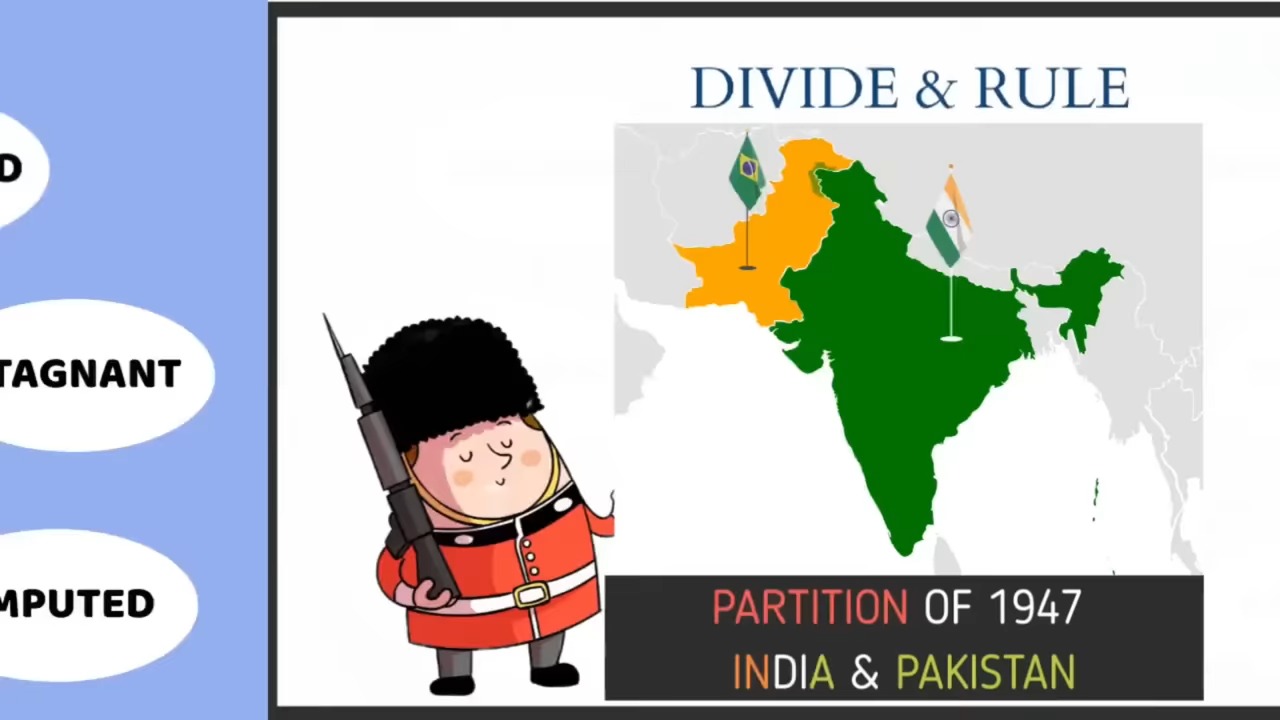 D
TAGNANT
MPUTED
DIVIDE & RULE
PARTITION OF 1947
INDIA & PAKISTAN